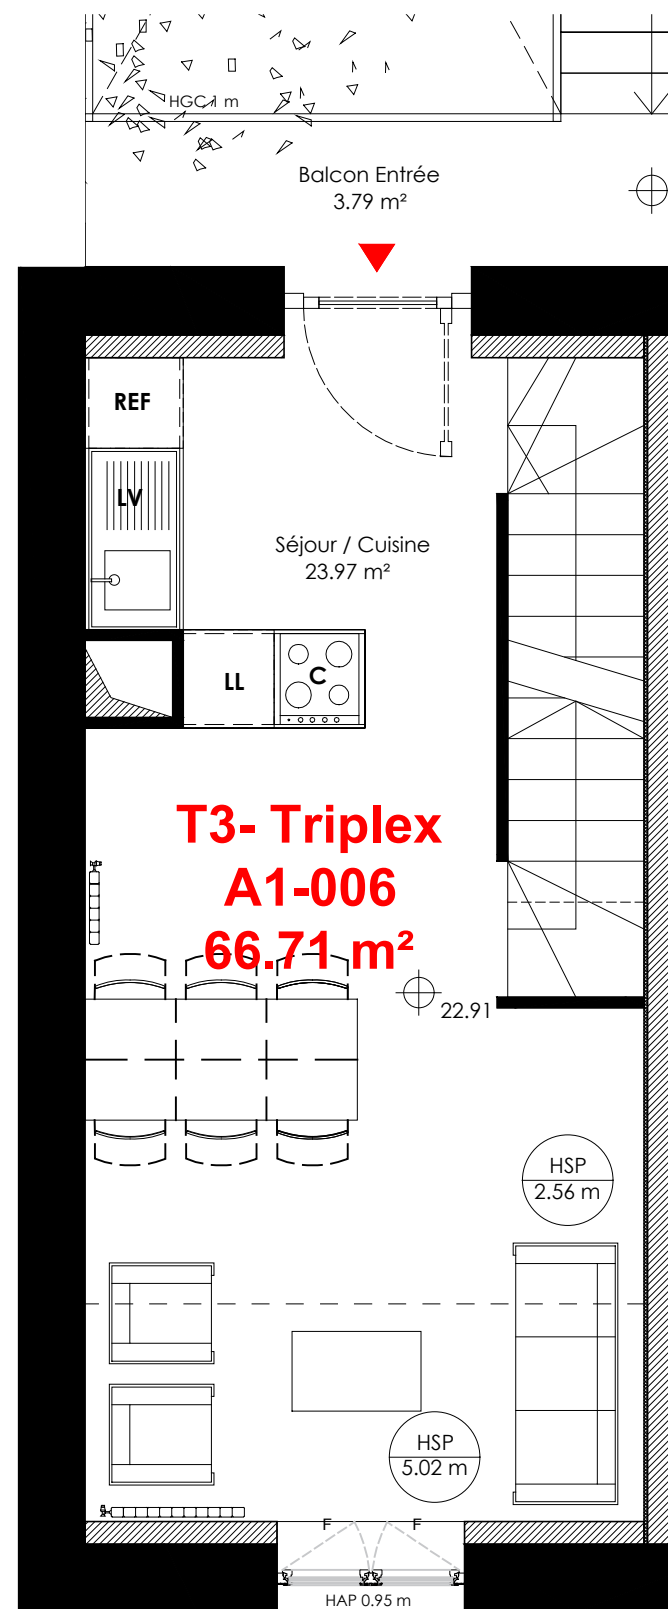 HGC 1 m
Balcon Entrée
3.79 m²
REF
LV
Séjour / Cuisine
23.97 m²
LL
C
T3- Triplex
A1-006
66.71 m²
22.91
HSP
2.56 m
HSP
5.02 m
F
F
HAP 0.95 m